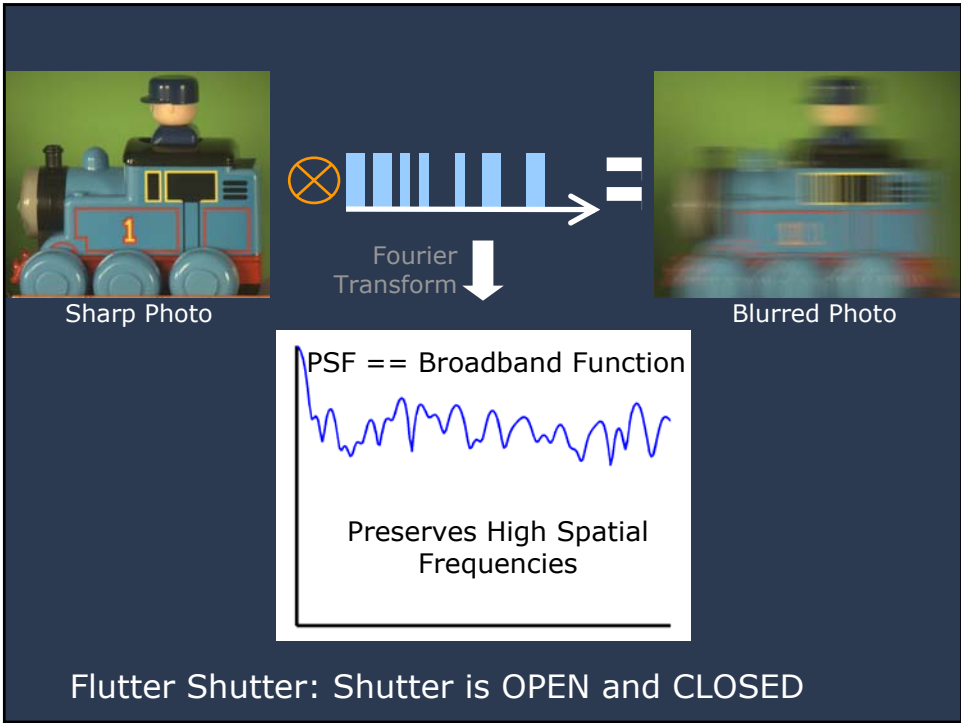 1
Fourier
Transform
Sharp Photo
Blurred Photo
PSF == Broadband Function
Preserves High Spatial
Frequencies
Flutter Shutter: Shutter is OPEN and CLOSED